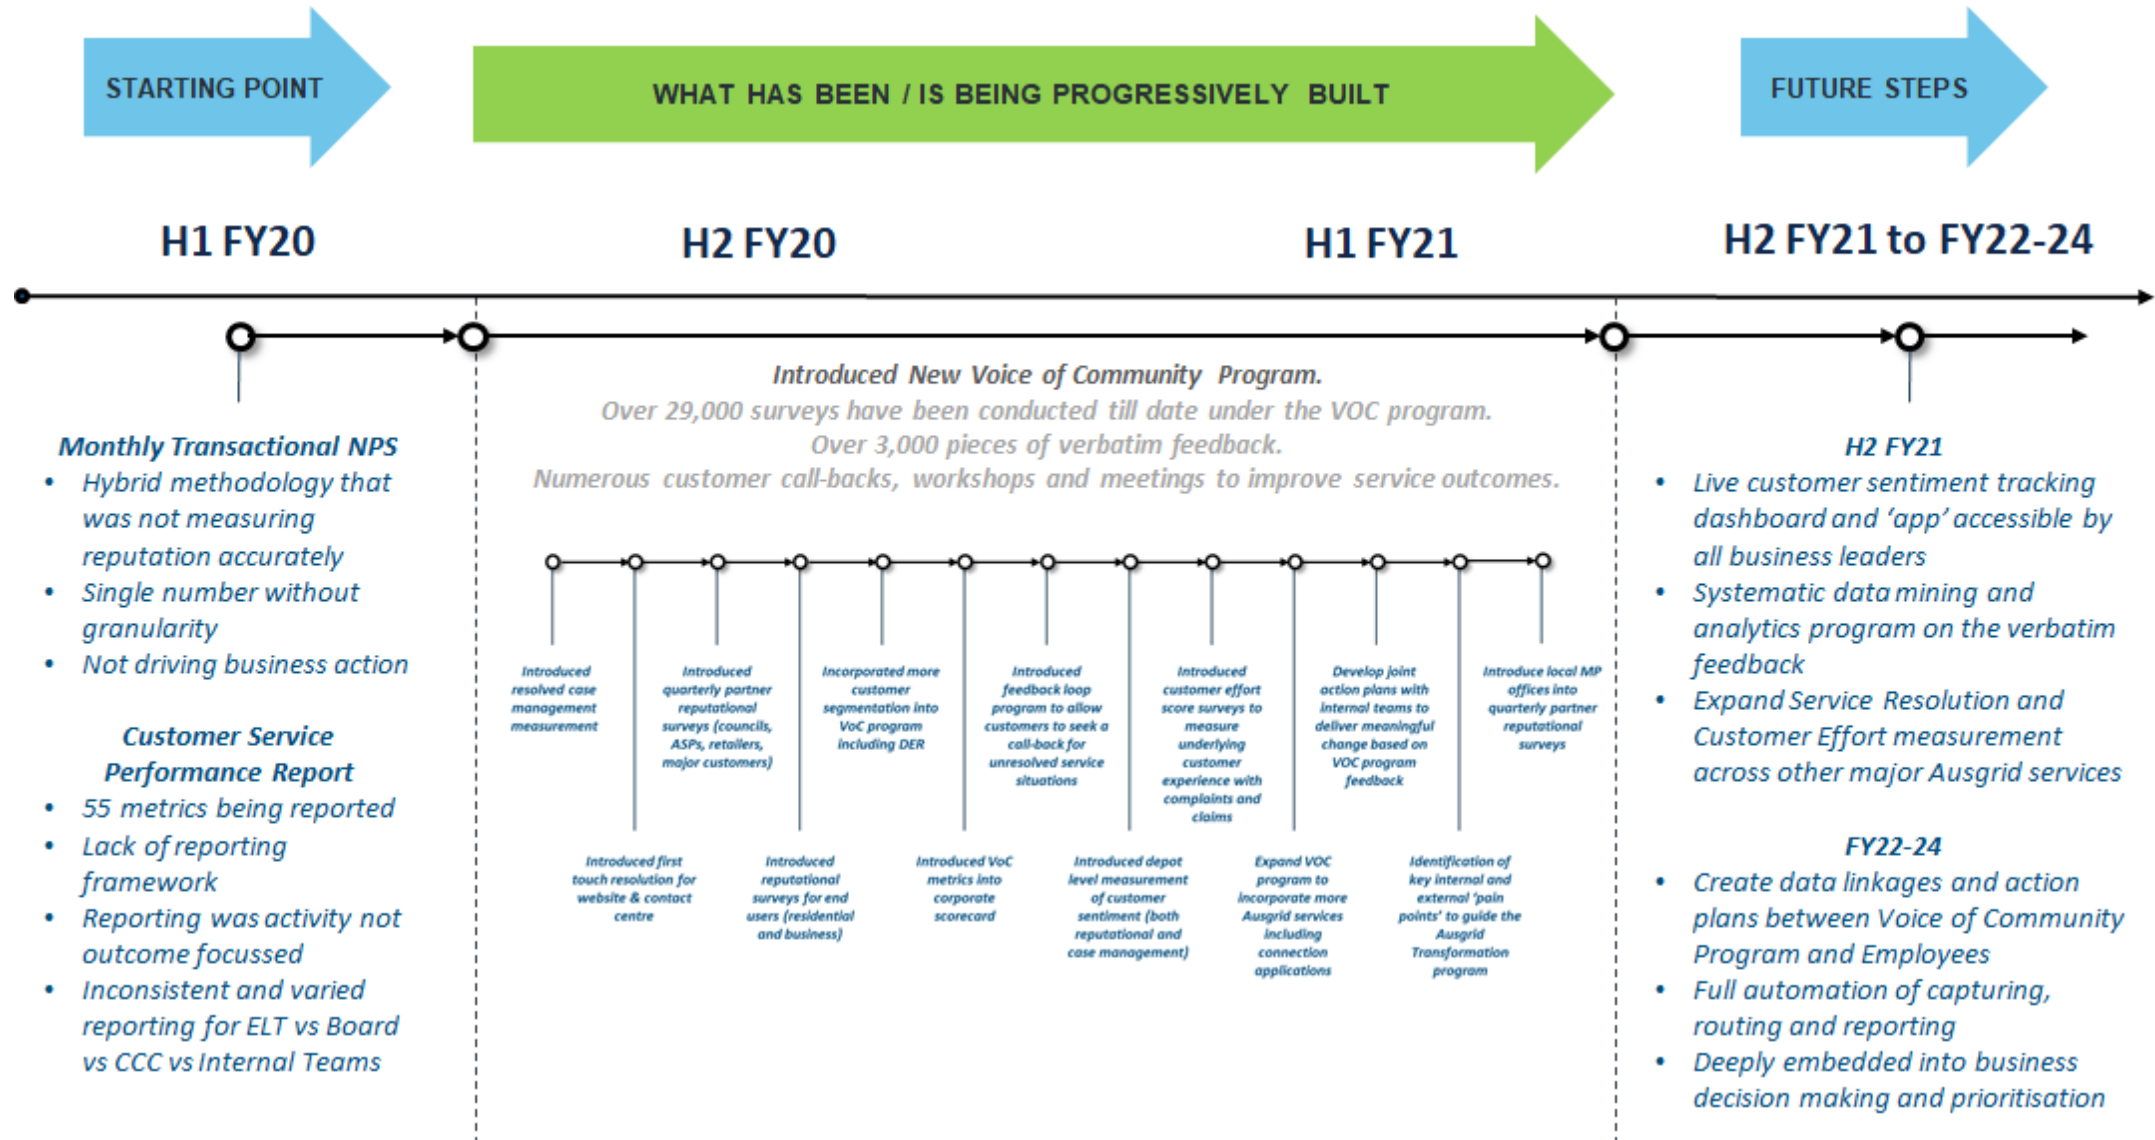 STARTING POINT
WHAT HAS BEEN / IS BEING PROGRESSIVELY BUILT
FUTURE STEPS
H1 FY20
H2 FY20
H1 FY21
H2 FY21 to FY22-24
Monthly Transactional NPS
• Hybrid methodology that
was not measuring
reputation accurately
• Single number without
granularity
• Not driving business action
Customer Service
Performance Report
• 55 metrics being reported
• Lack of reporting
framework
• Reporting was activity not
outcome focussed
• Inconsistent and varied
reporting for ELT vs Board
vs CCC vs Internal Teams
Introduced New Voice of Community Program.
Over 29,000 surveys have been conducted till date under the VOC program.
Over 3,000 pieces of verbatim feedback.
Numerous customer call-backs, workshops and meetings to improve service outcomes.
Introduced
resolved case
management
measurement
Introduced first
touch resolution for
website & contact
centre
Introduced
quarterly partner
reputational
surveys (councils,
ASPs, retailers,
major customers)
Introduced
reputational
surveys for end
users (residential
and business)
Incorporated more
customer
segmentation into
VoC program
including DER
Introduced VoC
metrics into
corporate
scorecard
Introduced
feedback loop
program to allow
customers to seek a
call-back for
unresolved service
situations
Introduced depot
level measurement
of customer
sentiment (both
reputational and
case management)
Introduced
customer effort
score surveys to
measure
underlying
customer
experience with
complaints and
claims
Expand VOC
program to
incorporate more
Ausgrid services
including
connection
applications
Develop joint
action plans with
internal teams to
deliver meaningful
change based on
VOC program
feedback
Identification of
key internal and
external ‘pain
points’ to guide the
Ausgrid
Transformation
program
Introduce local MP
offices into
quarterly partner
reputational
surveys
H2 FY21
• Live customer sentiment tracking
dashboard and ‘app’ accessible by
all business leaders
• Systematic data mining and
analytics program on the verbatim
feedback
• Expand Service Resolution and
Customer Effort measurement
across other major Ausgrid services
FY22-24
• Create data linkages and action
plans between Voice of Community
Program and Employees
• Full automation of capturing,
routing and reporting
• Deeply embedded into business
decision making and prioritisation